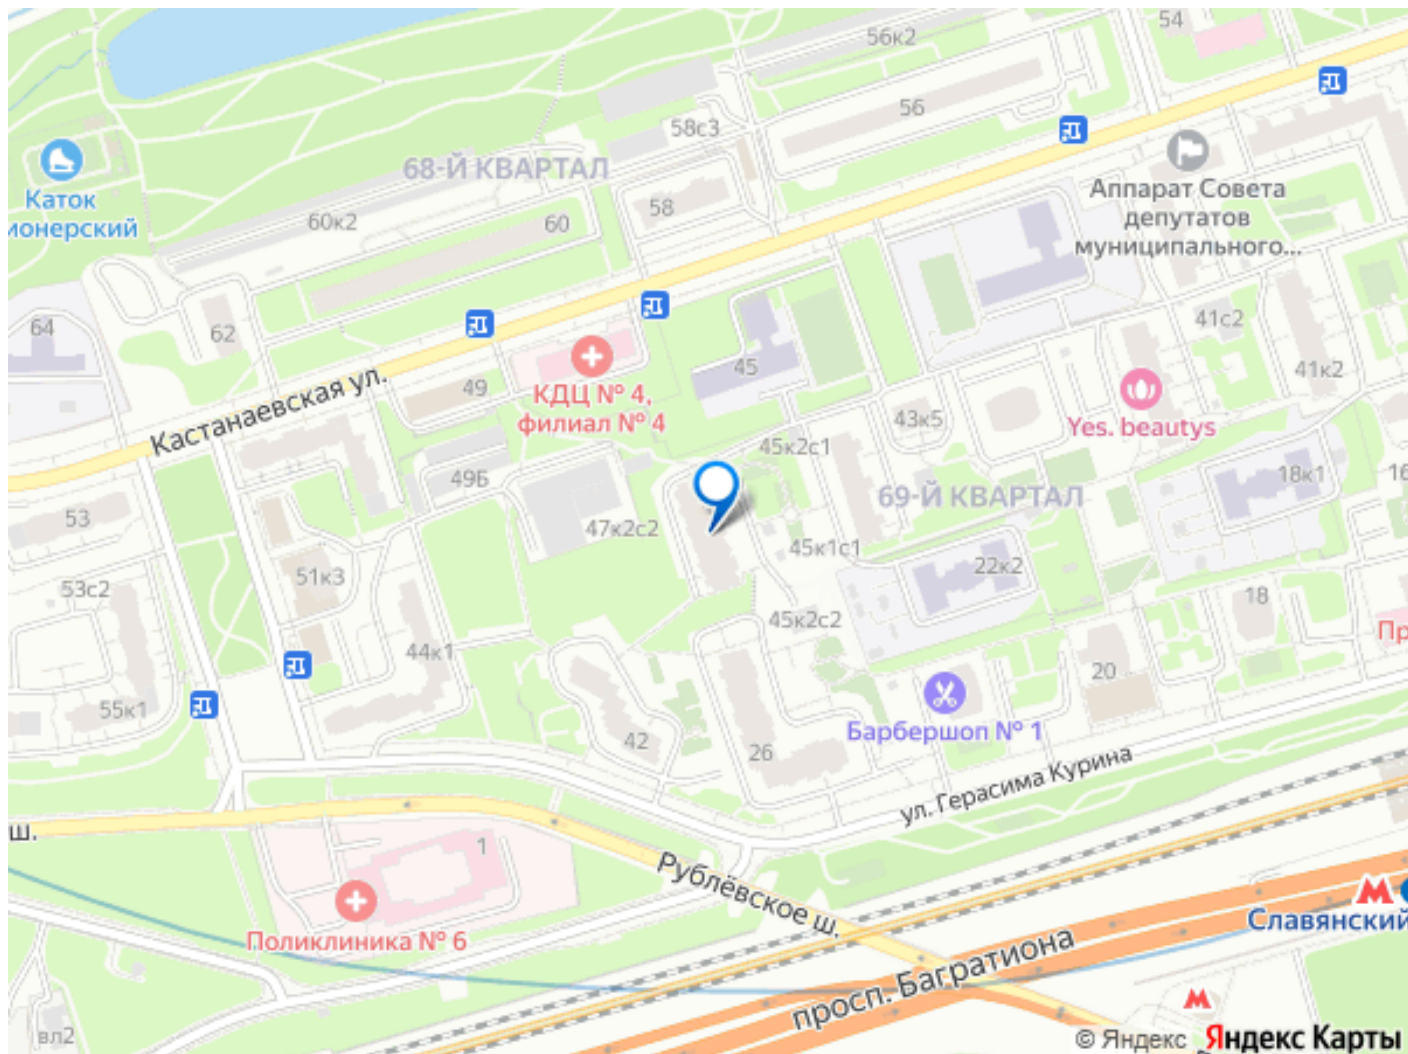 54
56к2
56
58с3
68-Й КВАРТАЛ
Каток
ионерский
Аппарат Совета
депутатов
муниципального...
58
60
60к2
64
62
41с2
45
41к2
49
КДЦ № 4,
филиал № 4
Кастанаевская ул.
43к5
Yes. beautys
45к2с1
49Б
69-Й КВАРТАЛ
18к1
16
53
47к2с2
45к1с1
22к2
51к3
53с2
18
45к2с2
Пр
44к1
20
55к1
42
26
Барбершоп № 1
ул. Герасима Курина
ш.
1
Рублёвское ш.
Поликлиника № 6
Славянский
просп. Багратиона
вл2
© Яндекс Яндекс Карты